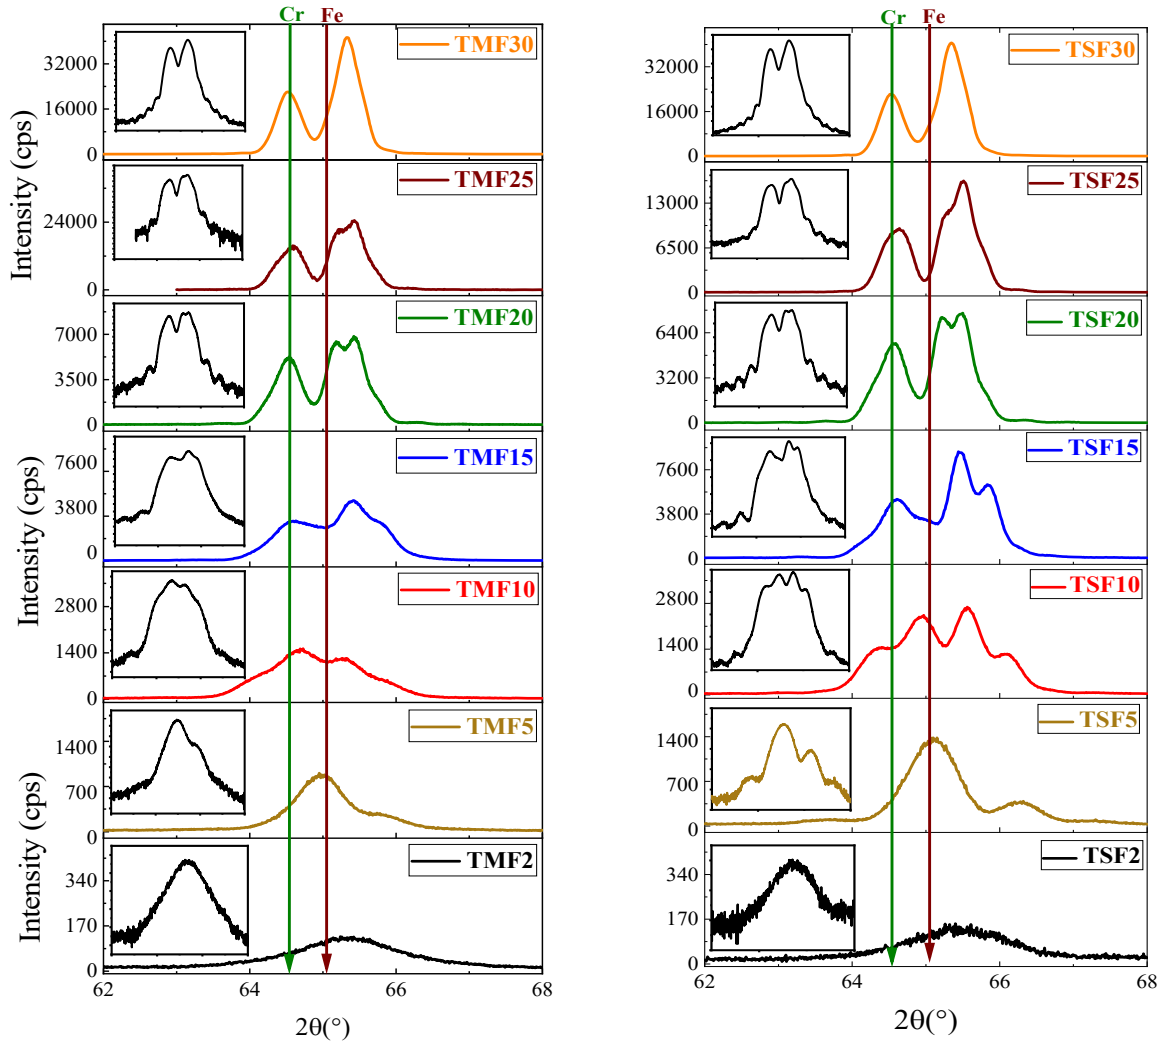 Cr Fe
TMF30
32000
16000
0
Intensity (cps)
TMF25
24000
0
TMF20
7000
3500
0
TMF15
7600
3800
0
Intensity (cps)
TMF10
2800
1400
0
TMF5
1400
700
0
Intensity (cps)
TMF2
340
170
0
62 64 66 68
2θ(°)
Cr Fe
TSF30
32000
16000
0
TSF25
13000
6500
0
TSF20
6400
3200
0
TSF15
7600
3800
0
TSF10
2800
1400
0
TSF5
1400
700
0
TSF2
340
170
0
62 64 66 68
2θ(°)